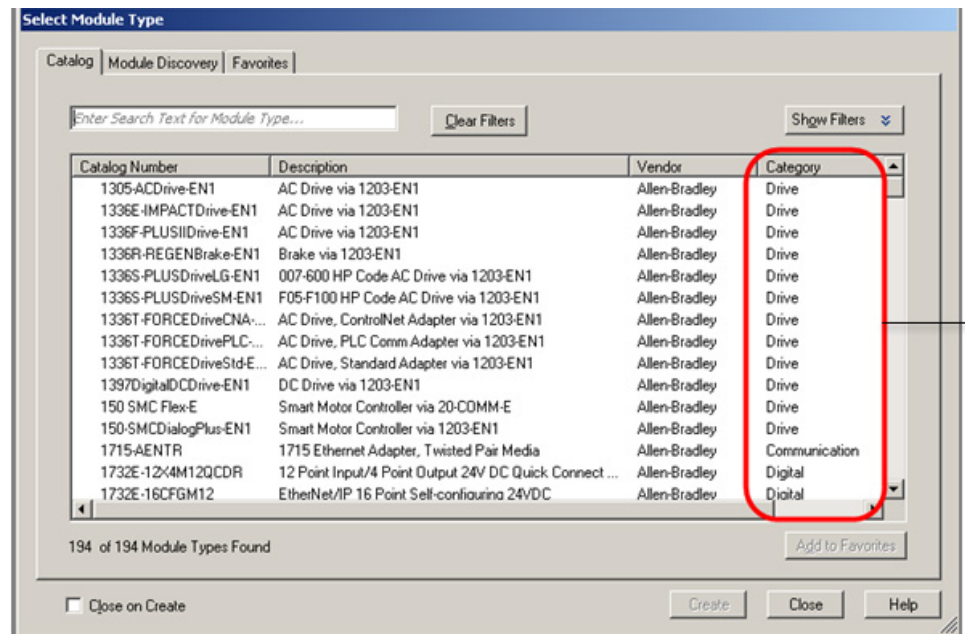 Select Module Type
Catalog Module Discovery Favorites
Enter Search Text for Module Type... Clear Filters Show Filters
Catalog Number Description Vendor Category
1305-ACDrive-EN1 AC Drive via 1203-EN1 Allen-Bradley Drive
1336E-IMPACTDrive-EN1 AC Drive via 1203-EN1 Allen-Bradley Drive
1336F-PLUSIIDrive-EN1 AC Drive via 1203-EN1 Allen-Bradley Drive
1336R-REGENBrake-EN1 Brake via 1203-EN1 Allen-Bradley Drive
1336S-PLUSDriveLG-EN1 007-600 HP Code AC Drive via 1203-EN1 Allen-Bradley Drive
1336S-PLUSDriveSM-EN1 F05-F100 HP Code AC Drive via 1203-EN1 Allen-Bradley Drive
1336T-FORCEDriveCNA-... AC Drive, ControlNet Adapter via 1203-EN1 Allen-Bradley Drive
1336T-FORCEDrivePLC-... AC Drive, PLC Comm Adapter via 1203-EN1 Allen-Bradley Drive
1336T-FORCEDriveStd-E... AC Drive, Standard Adapter via 1203-EN1 Allen-Bradley Drive
1397DigitalDCDrive-EN1 DC Drive via 1203-EN1 Allen-Bradley Drive
150 SMC Flex-E Smart Motor Controller via 20-COMM-E Allen-Bradley Drive
150-SMCDialogPlus-EN1 Smart Motor Controller via 1203-EN1 Allen-Bradley Drive
1715-AENTR 1715 Ethernet Adapter, Twisted Pair Media Allen-Bradley Communication
1732E-12X4M12QCDR 12 Point Input/4 Point Output 24V DC Quick Connect ... Allen-Bradley Digital
1732E-16CFGM12 EtherNet/IP 16 Point Self-configuring 24VDC Allen-Bradley Digital
194 of 194 Module Types Found Add to Favorites
Close on Create Create Close Help